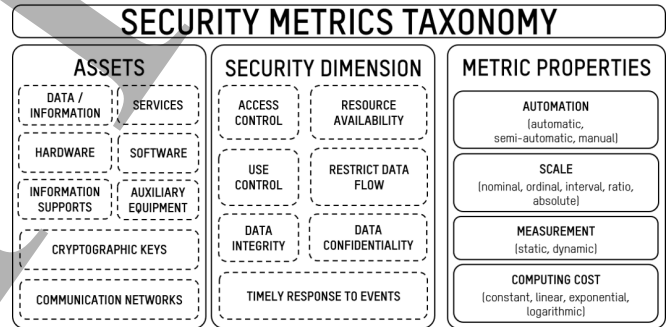 SECURITY METRICS TAXONOMY
ASSETS
DATA /
INFORMATION
SERVICES
HARDWARE
SOFTWARE
INFORMATION
SUPPORTS
AUXILIARY
EQUIPMENT
CRYPTOGRAPHIC KEYS
COMMUNICATION NETWORKS
SECURITY DIMENSION
ACCESS
CONTROL
RESOURCE
AVAILABILITY
USE
CONTROL
RESTRICT DATA
FLOW
DATA
INTEGRITY
DATA
CONFIDENTIALITY
TIMELY RESPONSE TO EVENTS
METRIC PROPERTIES
AUTOMATION
(automatic,
semi-automatic, manual)
SCALE
(nominal, ordinal, interval, ratio,
absolute)
MEASUREMENT
(static, dynamic)
COMPUTING COST
(constant, linear, exponential,
logarithmic)